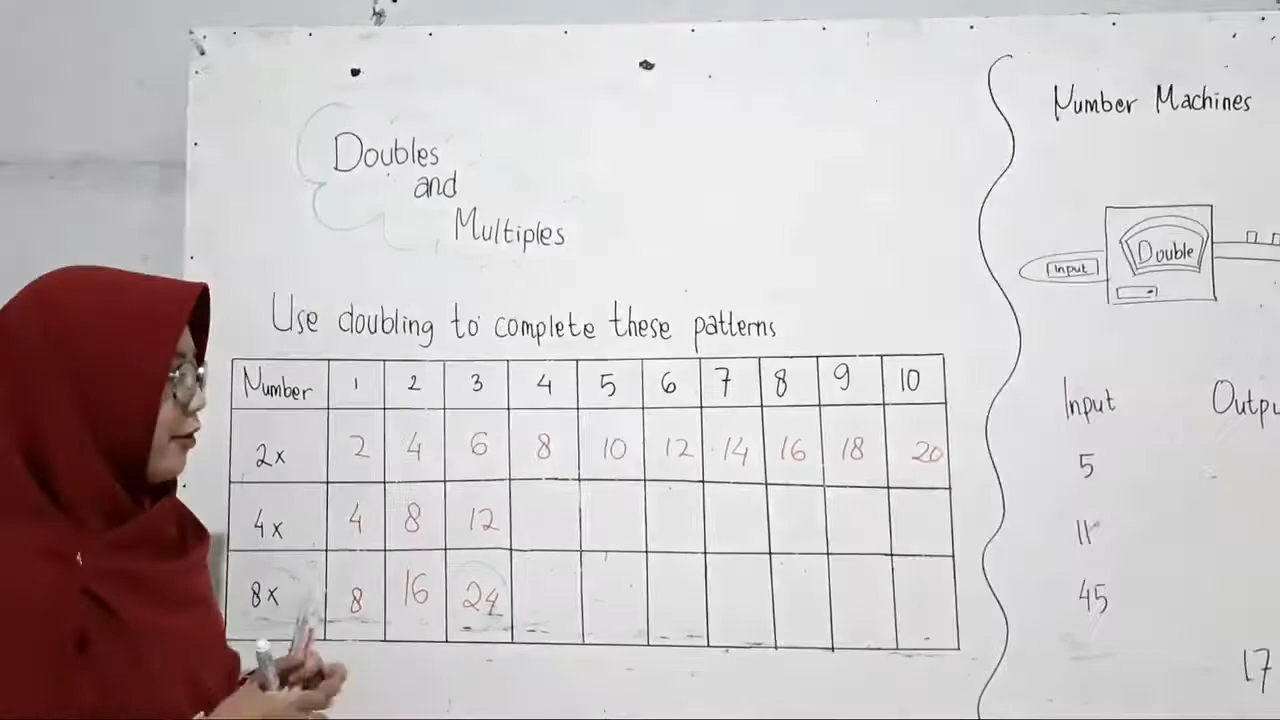 Doubles
and
Multiples
Use doubling to complete these patterns
Number 1 2 3 4 5 6 7 8 9 10
2x 2 4 6 8 10 12 14 16 18 20
4x 4 8 12
8x 8 16 24
Number Machines
Input Double
Input Outpu
5
11
45
17